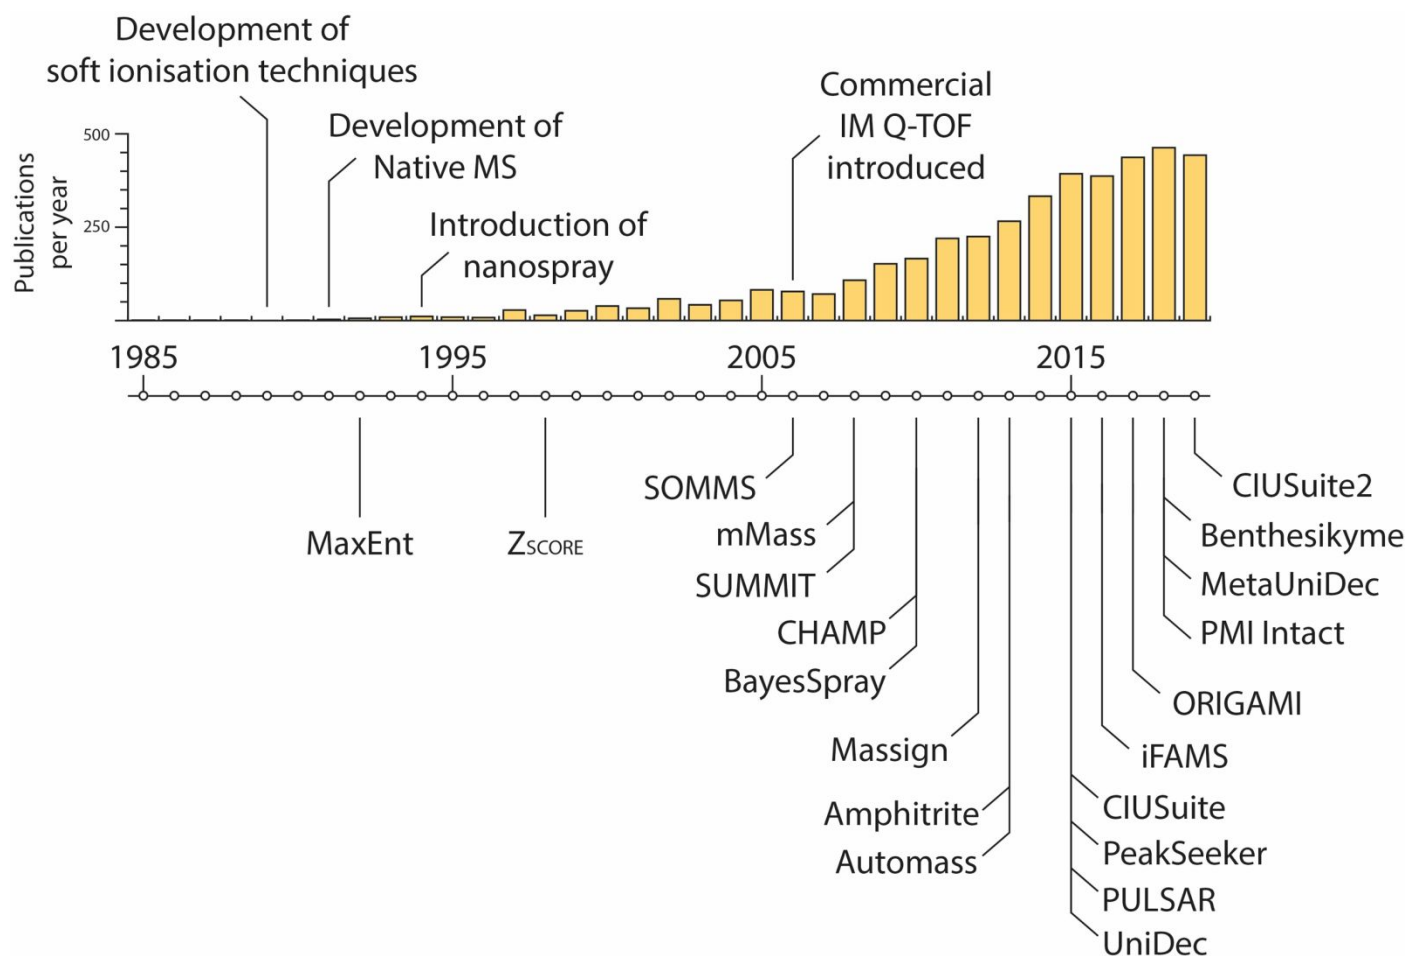 Development of
soft ionisation techniques
Development of
Native MS
Introduction of
nanospray
Commercial
IM Q-TOF
introduced
Publications
per year
500
250
1985
1995
2005
2015
MaxEnt
ZSCORE
SOMMS
mMass
SUMMIT
CHAMP
BayesSpray
Massign
Amphitrite
Automass
CIUSuite2
Benthesikyme
MetaUniDec
PMI Intact
ORIGAMI
iFAMS
CIUSuite
PeakSeeker
PULSAR
UniDec